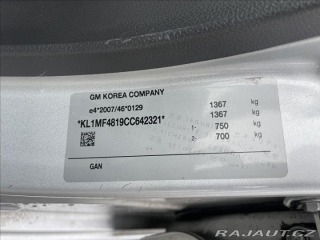 GM KOREA COMPANY
e4*2007/46*0129
*KL1MF4819CC642321*
1367 kg
1367 kg
1- 750 kg
2- 700 kg
GAN
RAJAUT.CZ